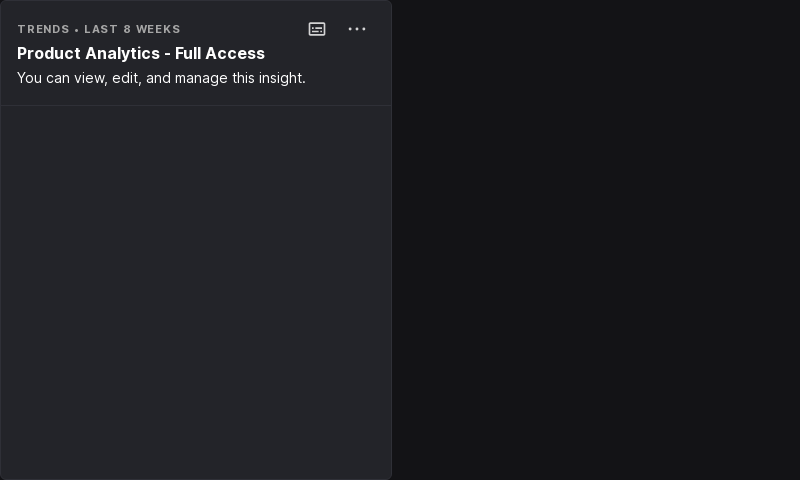 TRENDS • LAST 8 WEEKS
Product Analytics - Full Access
You can view, edit, and manage this insight.